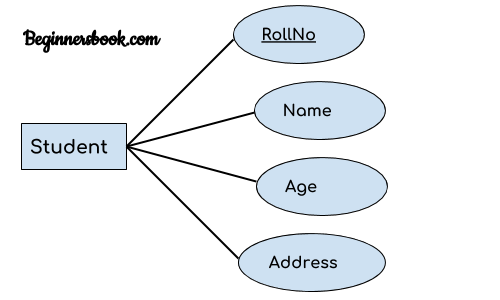 Beginnersbook.com
RollNo
Name
Student
Age
Address